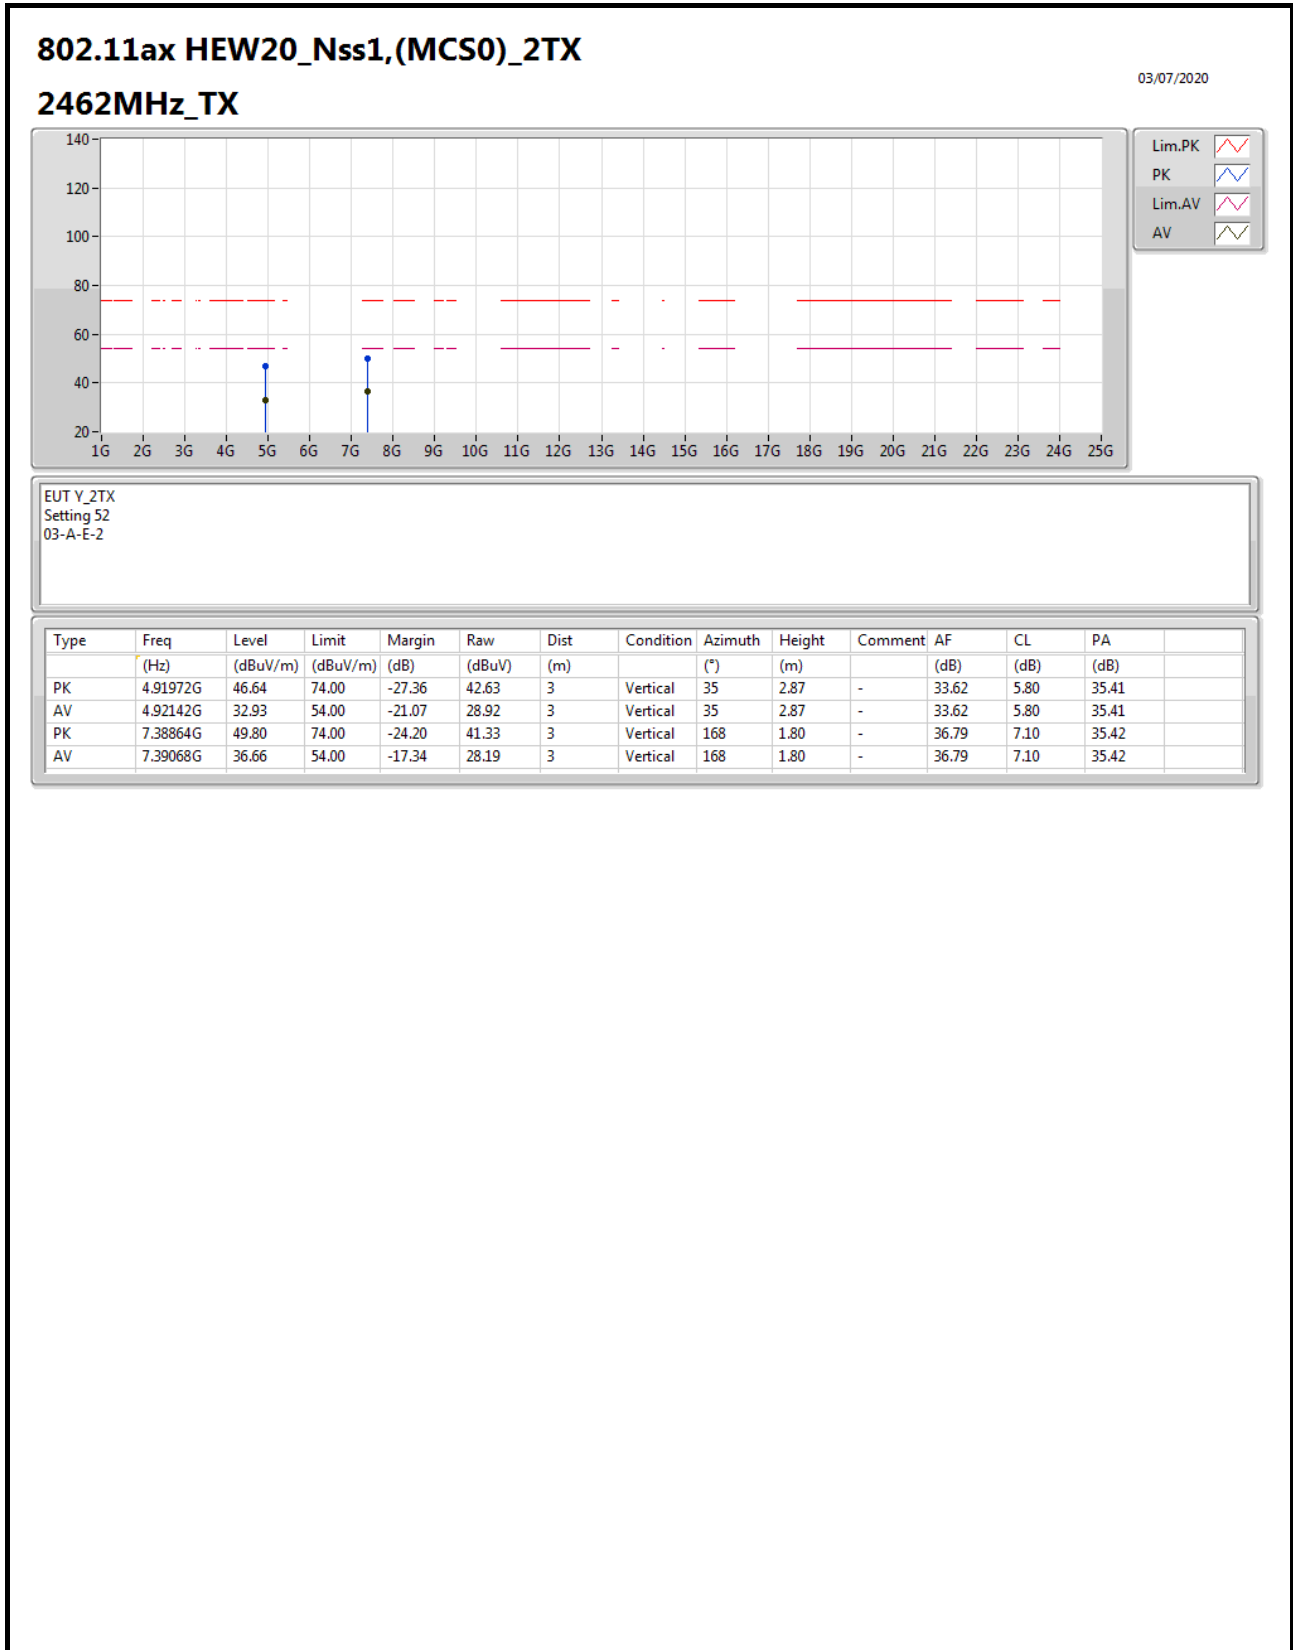 802.11ax HEW20_Nss1,(MCS0)_2TX
03/07/2020
2462MHz_TX
140
120
100
80
60
40
20
1G 2G 3G 4G 5G 6G 7G 8G 9G 10G 11G 12G 13G 14G 15G 16G 17G 18G 19G 20G 21G 22G 23G 24G 25G
Lim.PK
PK
Lim.AV
AV
EUT Y_2TX
Setting 52
03-A-E-2
Type Freq Level Limit Margin Raw Dist Condition Azimuth Height Comment AF CL PA
(Hz) (dBuV/m) (dBuV/m) (dB) (dBuV) (m) (°) (m) (dB) (dB) (dB)
PK 4.91972G 46.64 74.00 -27.36 42.63 3 Vertical 35 2.87 - 33.62 5.80 35.41
AV 4.92142G 32.93 54.00 -21.07 28.92 3 Vertical 35 2.87 - 33.62 5.80 35.41
PK 7.38864G 49.80 74.00 -24.20 41.33 3 Vertical 168 1.80 - 36.79 7.10 35.42
AV 7.39068G 36.66 54.00 -17.34 28.19 3 Vertical 168 1.80 - 36.79 7.10 35.42